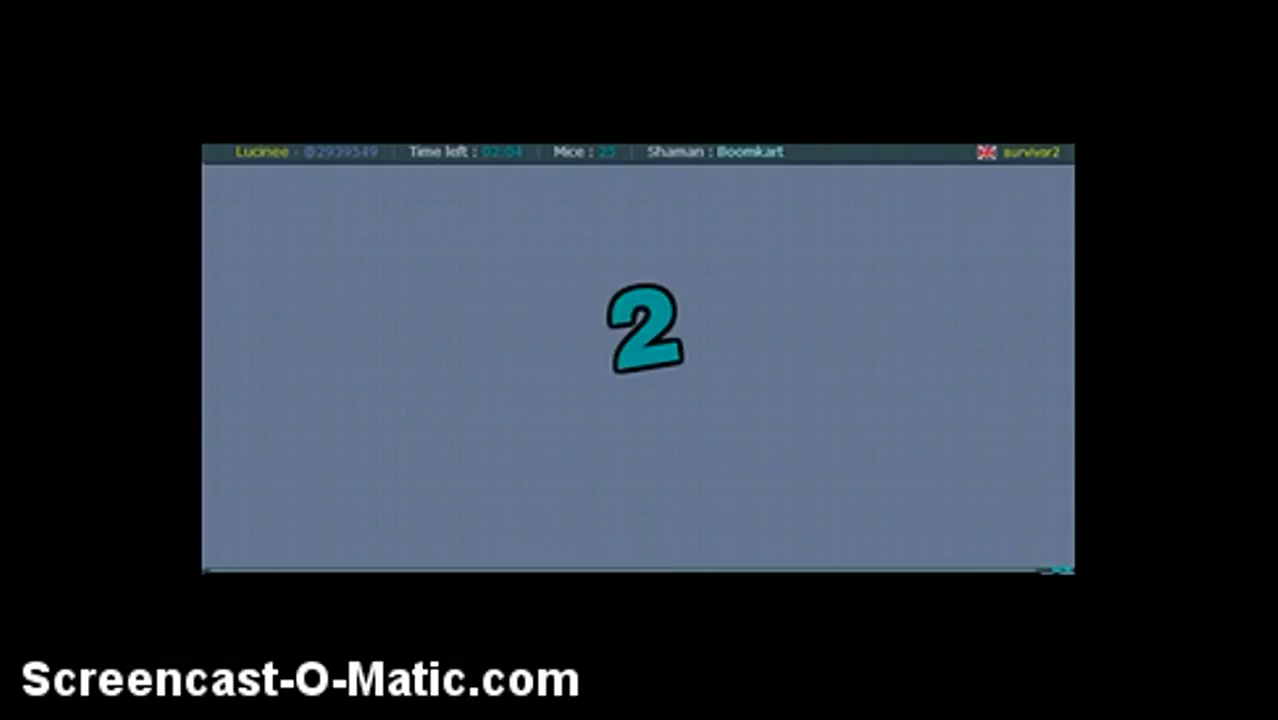 Lucinee - @2939549 | Time left : 02:04 | Mice : 25 | Shaman : Boomkart survivor2
2
Screencast-O-Matic.com